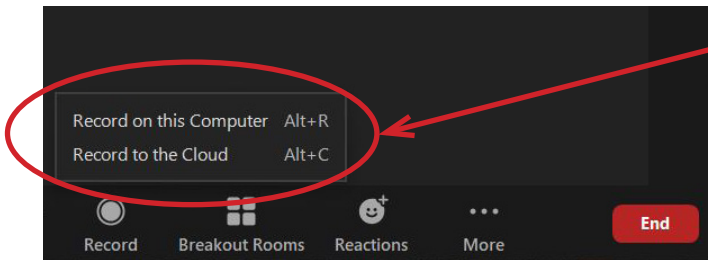 Record on this Computer Alt+R
Record to the Cloud Alt+C
Record Breakout Rooms Reactions More End